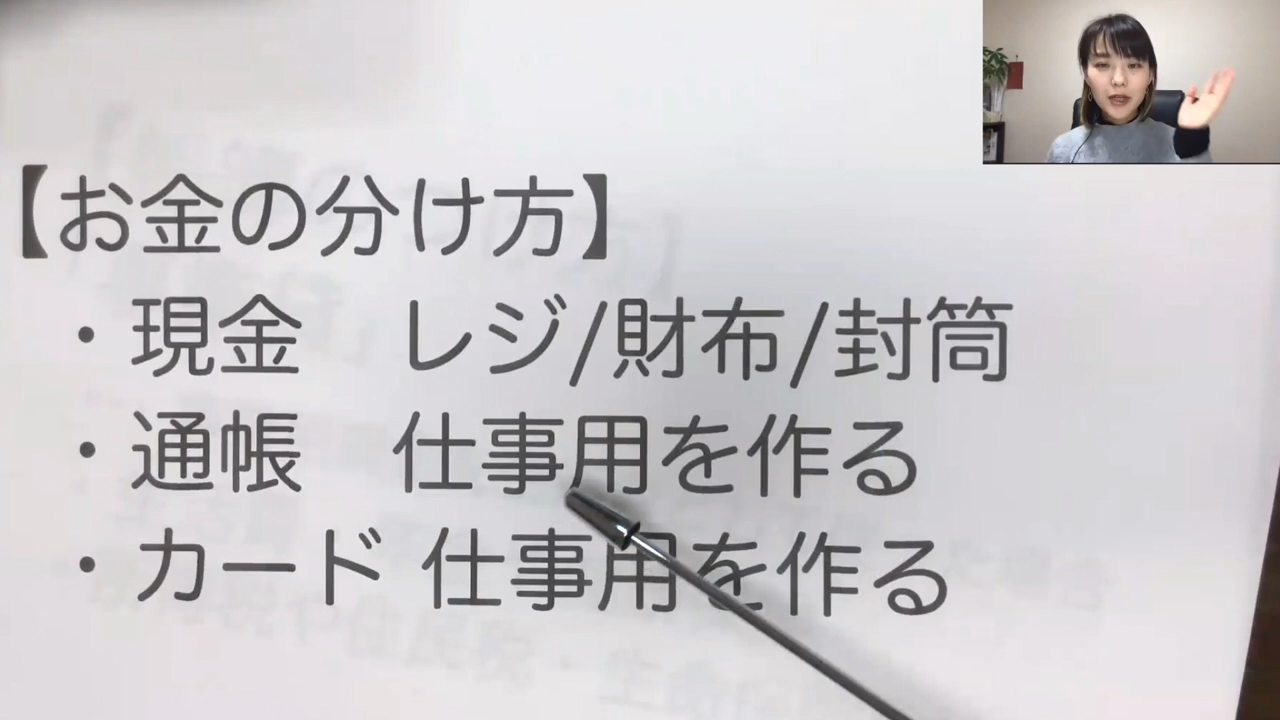 【お金の分け方】
・現金　レジ/財布/封筒
・通帳　仕事用を作る
・カード 仕事用を作る